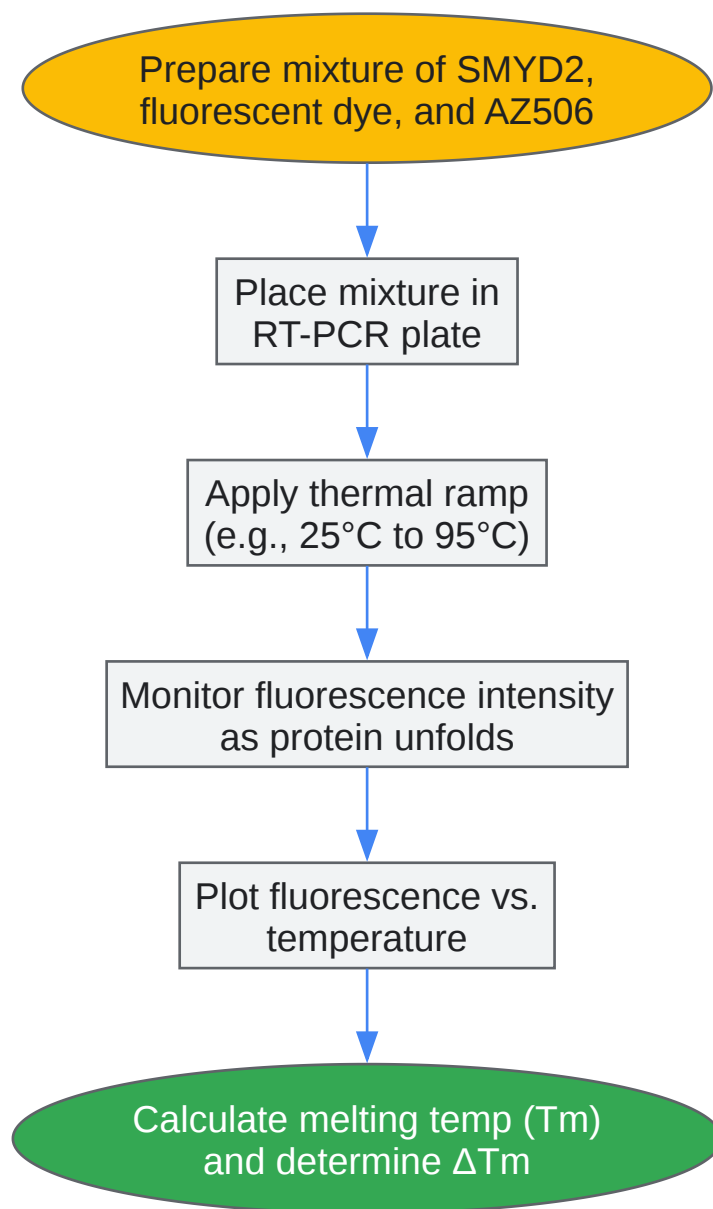 Prepare mixture of SMYD2,
fluorescent dye, and AZ506
Place mixture in
RT-PCR plate
Apply thermal ramp
(e.g., 25°C to 95°C)
Monitor fluorescence intensity
as protein unfolds
Plot fluorescence vs.
temperature
Calculate melting temp (Tm)
and determine ΔTm